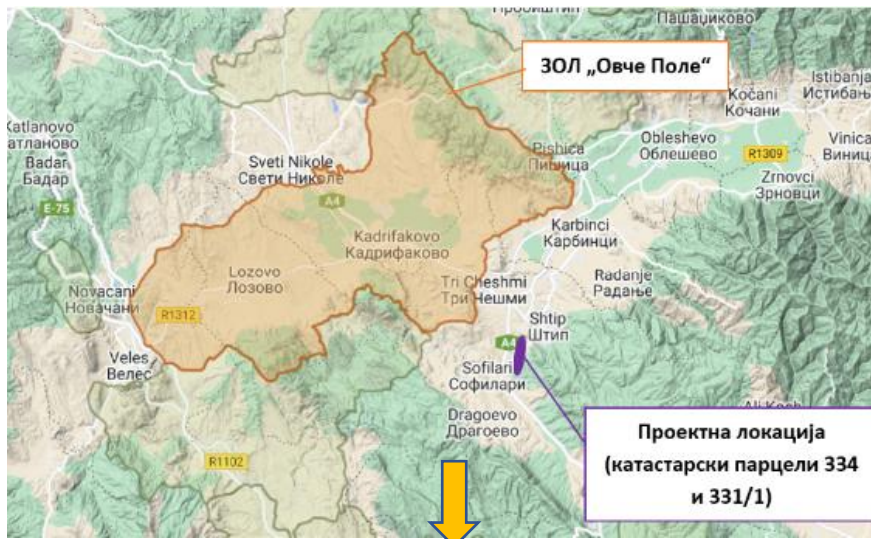 Пашаџиково
ЗОЛ „Овче Поле“
Istibanja
Истибања
Kočani
Кочани
Katlanovo
атланово
Badar
Бадар
Obleshevo
Облешево
Vinica
Виница
R1309
Pishica
Пишица
Sveti Nikole
Свети Николе
Zrnovci
Зрновци
E-75
A4
Karbinci
Карбинци
Kadrifakovo
Кадрифаково
Lozovo
Лозово
Radanje
Радање
Tri Cheshmi
Три Чешми
Novacani
Новачани
R1312
Shtip
Штип
A4
Veles
Велес
Sofilari
Софилари
Dragoevo
Драгоево
R1102
Проектна локација
(катастарски парцели 334
и 331/1)